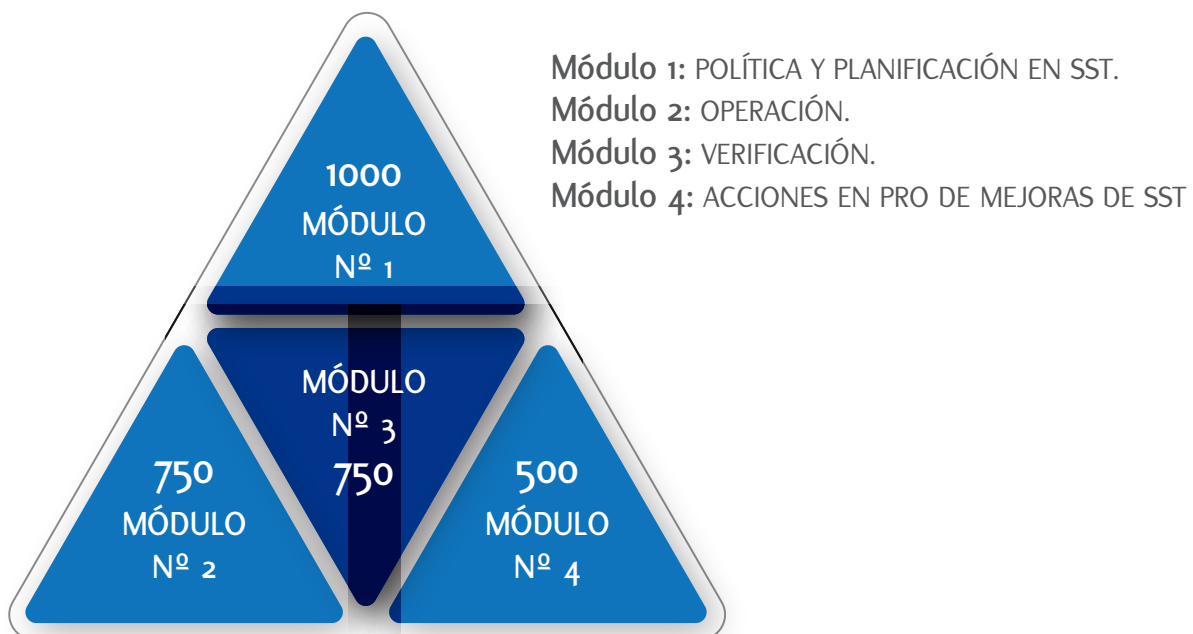 Módulo 1: POLÍTICA Y PLANIFICACIÓN EN SST.
Módulo 2: OPERACIÓN.
Módulo 3: VERIFICACIÓN.
Módulo 4: ACCIONES EN PRO DE MEJORAS DE SST
1000
MÓDULO
Nº 1
MÓDULO
Nº 3
750
750
MÓDULO
Nº 2
500
MÓDULO
Nº 4